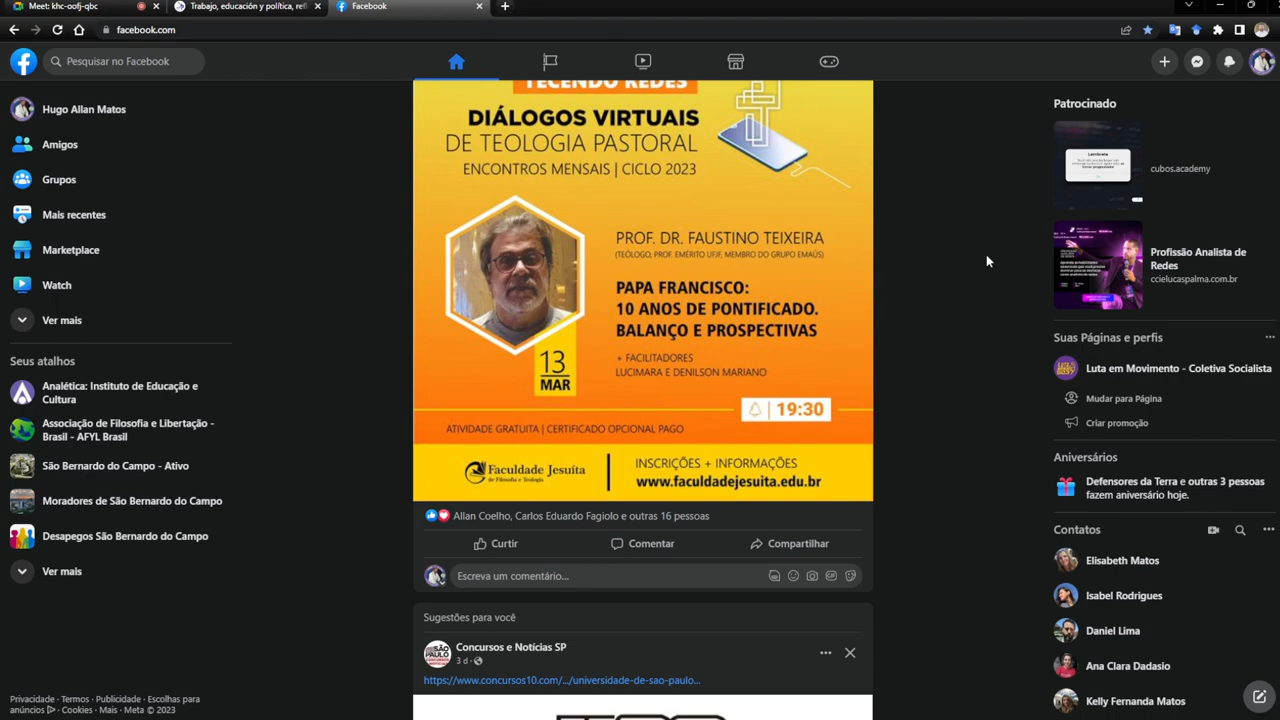 Meet: khc-oofj-qbc
Trabajo, educación y política, refl
Facebook
facebook.com
Pesquisar no Facebook
Hugo Allan Matos
Amigos
Grupos
Mais recentes
Marketplace
Watch
Ver mais
Seus atalhos
Analética: Instituto de Educação e
Cultura
Associação de Filosofia e Libertação -
Brasil - AFYL Brasil
São Bernardo do Campo - Ativo
Moradores de São Bernardo do Campo
Desapegos São Bernardo do Campo
Ver mais
Privacidade · Termos · Publicidade · Escolhas para
anúncios · Cookies · Mais · Meta © 2023
TECENDO REDES
DIÁLOGOS VIRTUAIS
DE TEOLOGIA PASTORAL
ENCONTROS MENSAIS | CICLO 2023
PROF. DR. FAUSTINO TEIXEIRA
(TEÓLOGO, PROF. EMÉRITO UFJF, MEMBRO DO GRUPO EMAÚS)
PAPA FRANCISCO:
10 ANOS DE PONTIFICADO.
BALANÇO E PROSPECTIVAS
13
MAR
+ FACILITADORES
LUCIMARA E DENILSON MARIANO
19:30
ATIVIDADE GRATUITA | CERTIFICADO OPCIONAL PAGO
Faculdade Jesuíta
de Filosofia e Teologia
INSCRIÇÕES + INFORMAÇÕES
www.faculdadejesuita.edu.br
Allan Coelho, Carlos Eduardo Fagiolo e outras 16 pessoas
Curtir
Comentar
Compartilhar
Escreva um comentário...
Sugestões para você
Concursos e Notícias SP
3 d ·
https://www.concursos10.com/.../universidade-de-sao-paulo...
Patrocinado
Lembrete
cubos.academy
Profissão Analista de
Redes
ccielucaspalma.com.br
Suas Páginas e perfis
Luta em Movimento - Coletiva Socialista
Mudar para Página
Criar promoção
Aniversários
Defensores da Terra e outras 3 pessoas
fazem aniversário hoje.
Contatos
Elisabeth Matos
Isabel Rodrigues
Daniel Lima
Ana Clara Dadasio
Kelly Fernanda Matos